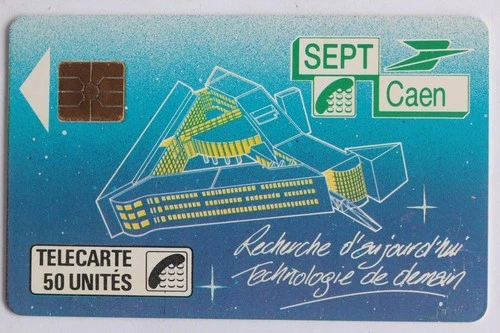 SEPT
Caen
TELECARTE
50 UNITÉS
Recherche d'aujourd'hui
Technologie de demain